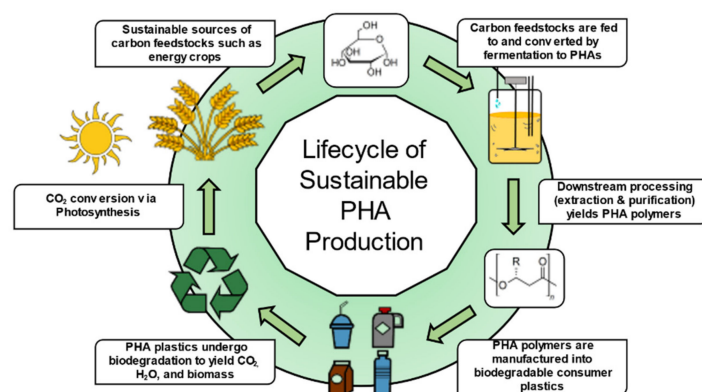 Sustainable sources of
carbon feedstocks such as
energy crops
OH
O
OH
HO
OH
OH
Carbon feedstocks are fed
to and converted by
fermentation to PHAs
Lifecycle of
Sustainable
PHA
Production
CO₂ conversion via
Photosynthesis
Downstream processing
(extraction & purification)
yields PHA polymers
R
O
O
n
PHA plastics undergo
biodegradation to yield CO₂,
H₂O, and biomass
PHA polymers are
manufactured into
biodegradable consumer
plastics